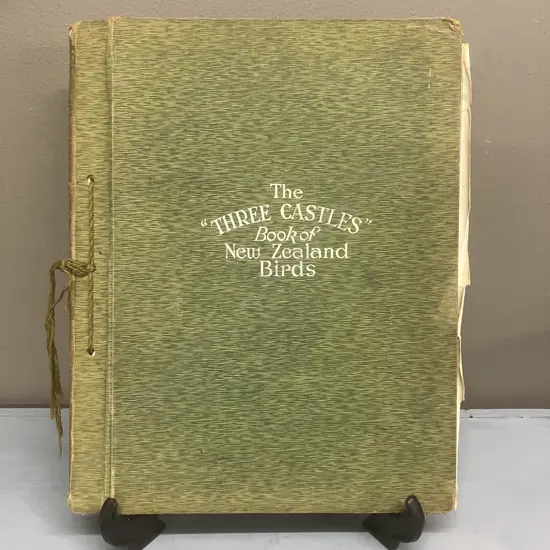 The
"THREE CASTLES"
Book of
New Zealand
Birds